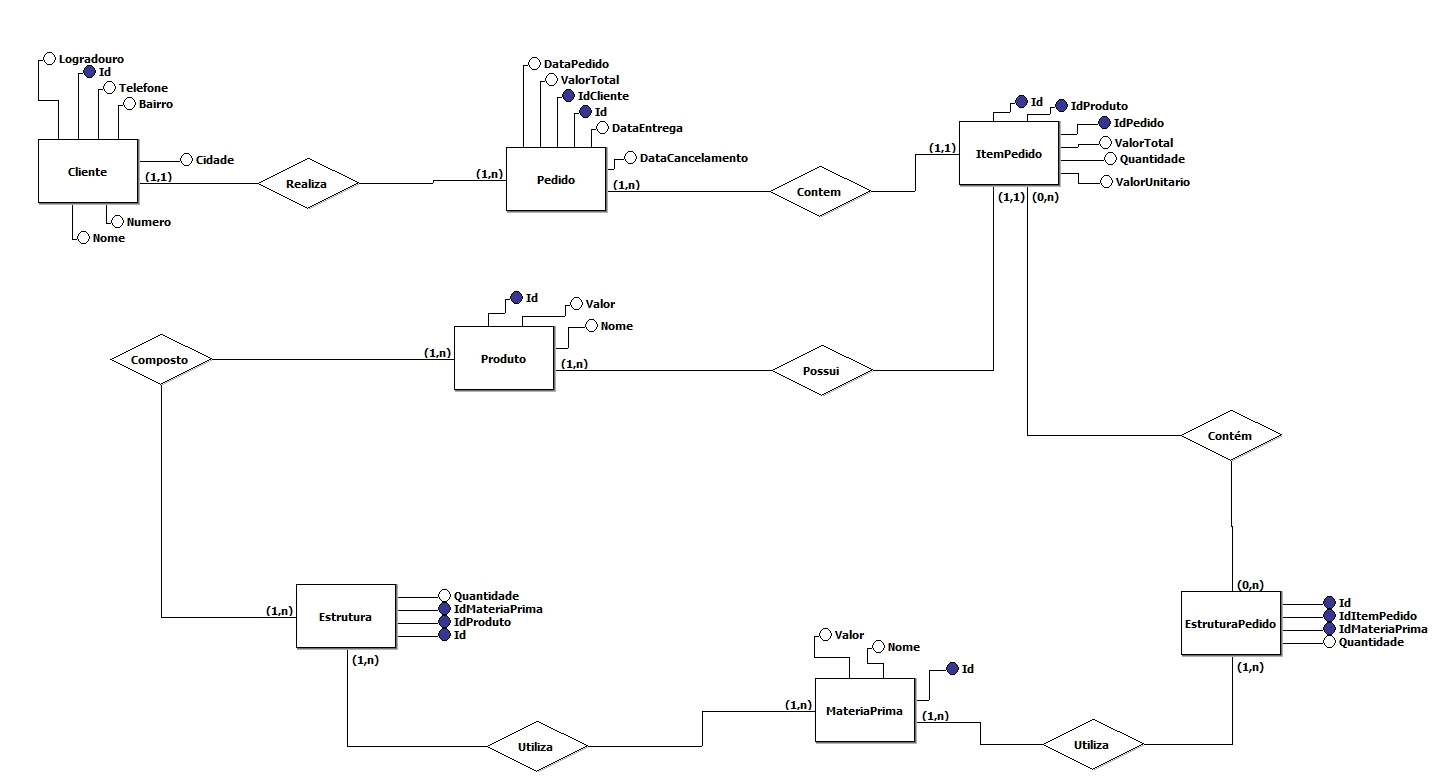 Logradouro
Id
Telefone
Bairro
Cliente
Cidade
(1,1)
Numero
Nome
Realiza
DataPedido
ValorTotal
IdCliente
Id
DataEntrega
DataCancelamento
(1,n)
Pedido
(1,n)
Contem
(1,1)
Id
IdProduto
IdPedido
ValorTotal
Quantidade
ValorUnitario
ItemPedido
(1,1)
(0,n)
Id
Valor
Nome
Composto
(1,n)
Produto
(1,n)
Possui
Contém
(1,n)
Estrutura
Quantidade
IdMateriaPrima
IdProduto
Id
(1,n)
(0,n)
EstruturaPedido
Id
IdItemPedido
IdMateriaPrima
Quantidade
(1,n)
Valor
Nome
Id
(1,n)
MateriaPrima
(1,n)
Utiliza
Utiliza